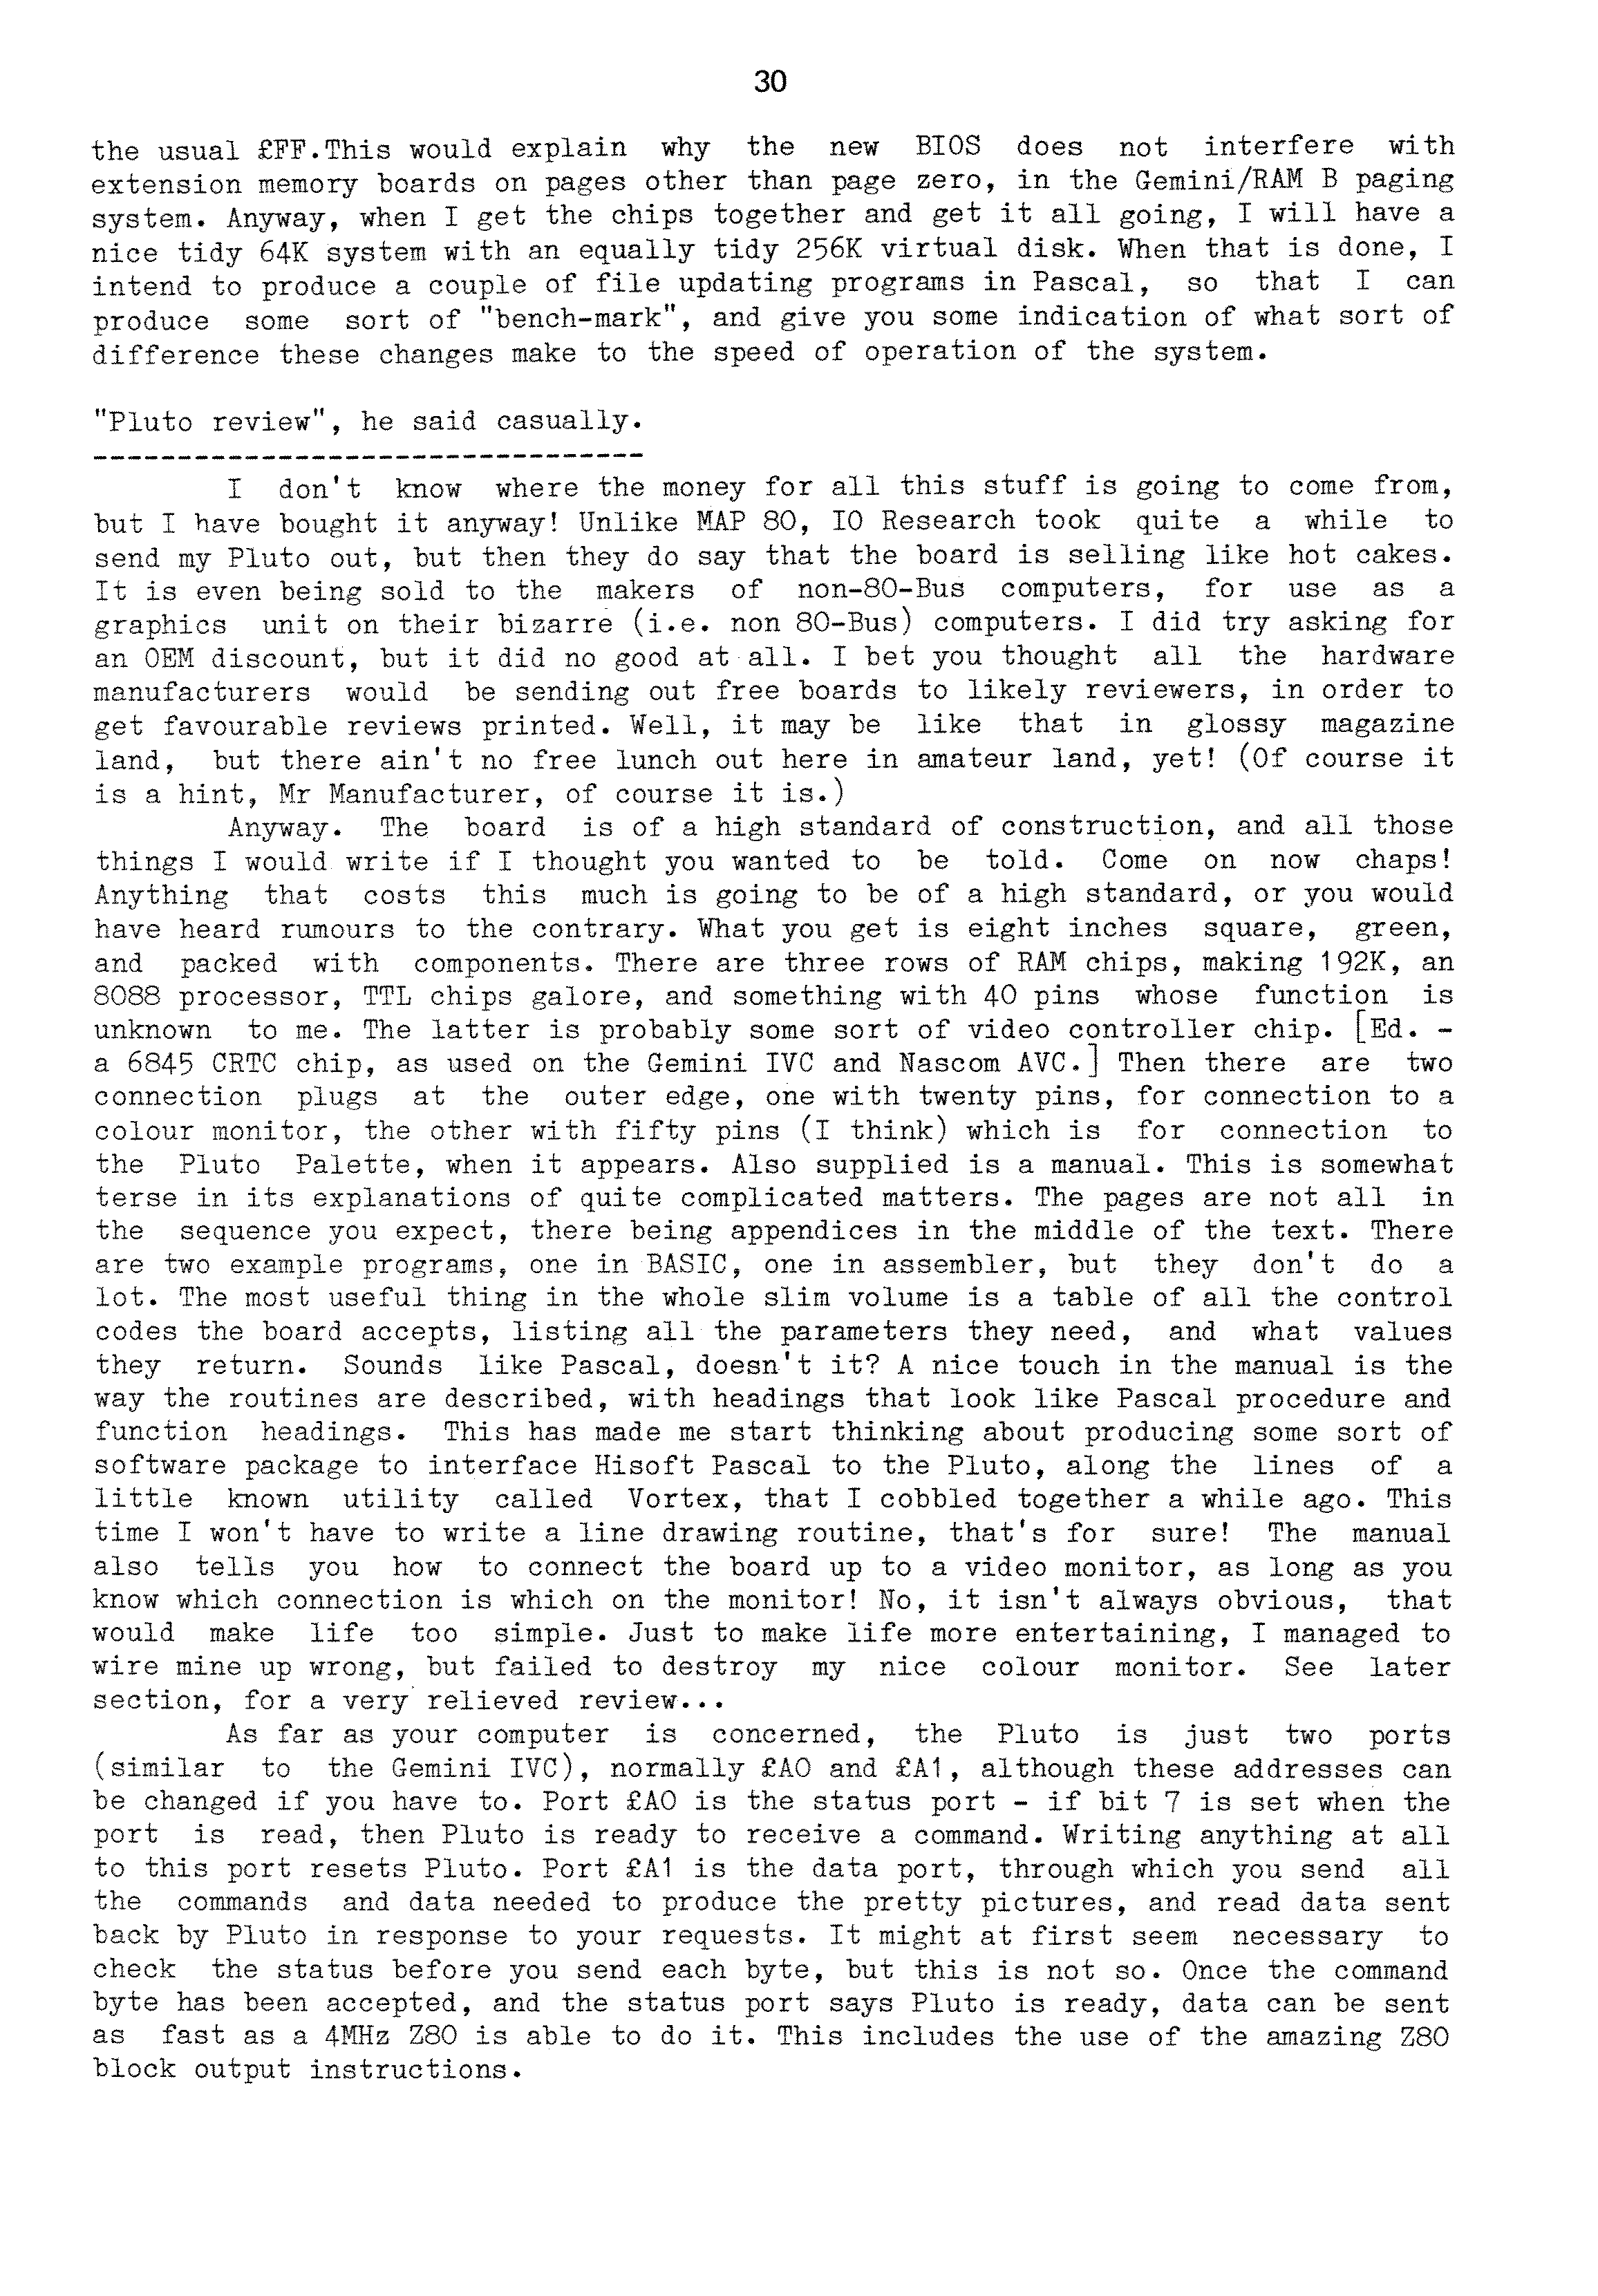 30
the usual £FF.This would explain why the new BIOS does not interfere with
extension memory boards on pages other than page zero, in the Gemini/RAM B paging
system. Anyway, when I get the chips together and get it all going, I will have a
nice tidy 64K system with an equally tidy 256K virtual disk. When that is done, I
intend to produce a couple of file updating programs in Pascal, so that I can
produce some sort of "bench-mark", and give you some indication of what sort of
difference these changes make to the speed of operation of the system.
"Pluto review", he said casually.
---------------------------------
I don't know where the money for all this stuff is going to come from,
but I have bought it anyway! Unlike MAP 80, IO Research took quite a while to
send my Pluto out, but then they do say that the board is selling like hot cakes.
It is even being sold to the makers of non-80-Bus computers, for use as a
graphics unit on their bizarre (i.e. non 80-Bus) computers. I did try asking for
an OEM discount, but it did no good at all. I bet you thought all the hardware
manufacturers would be sending out free boards to likely reviewers, in order to
get favourable reviews printed. Well, it may be like that in glossy magazine
land, but there ain't no free lunch out here in amateur land, yet! (Of course it
is a hint, Mr Manufacturer, of course it is.)
Anyway. The board is of a high standard of construction, and all those
things I would write if I thought you wanted to be told. Come on now chaps!
Anything that costs this much is going to be of a high standard, or you would
have heard rumours to the contrary. What you get is eight inches square, green,
and packed with components. There are three rows of RAM chips, making 192K, an
8088 processor, TTL chips galore, and something with 40 pins whose function is
unknown to me. The latter is probably some sort of video controller chip. [Ed. -
a 6845 CRTC chip, as used on the Gemini IVC and Nascom AVC.] Then there are two
connection plugs at the outer edge, one with twenty pins, for connection to a
colour monitor, the other with fifty pins (I think) which is for connection to
the Pluto Palette, when it appears. Also supplied is a manual. This is somewhat
terse in its explanations of quite complicated matters. The pages are not all in
the sequence you expect, there being appendices in the middle of the text. There
are two example programs, one in BASIC, one in assembler, but they don't do a
lot. The most useful thing in the whole slim volume is a table of all the control
codes the board accepts, listing all the parameters they need, and what values
they return. Sounds like Pascal, doesn't it? A nice touch in the manual is the
way the routines are described, with headings that look like Pascal procedure and
function headings. This has made me start thinking about producing some sort of
software package to interface Hisoft Pascal to the Pluto, along the lines of a
little known utility called Vortex, that I cobbled together a while ago. This
time I won't have to write a line drawing routine, that's for sure! The manual
also tells you how to connect the board up to a video monitor, as long as you
know which connection is which on the monitor! No, it isn't always obvious, that
would make life too simple. Just to make life more entertaining, I managed to
wire mine up wrong, but failed to destroy my nice colour monitor. See later
section, for a very relieved review...
As far as your computer is concerned, the Pluto is just two ports
(similar to the Gemini IVC), normally £A0 and £A1, although these addresses can
be changed if you have to. Port £A0 is the status port - if bit 7 is set when the
port is read, then Pluto is ready to receive a command. Writing anything at all
to this port resets Pluto. Port £A1 is the data port, through which you send all
the commands and data needed to produce the pretty pictures, and read data sent
back by Pluto in response to your requests. It might at first seem necessary to
check the status before you send each byte, but this is not so. Once the command
byte has been accepted, and the status port says Pluto is ready, data can be sent
as fast as a 4MHz Z80 is able to do it. This includes the use of the amazing Z80
block output instructions.